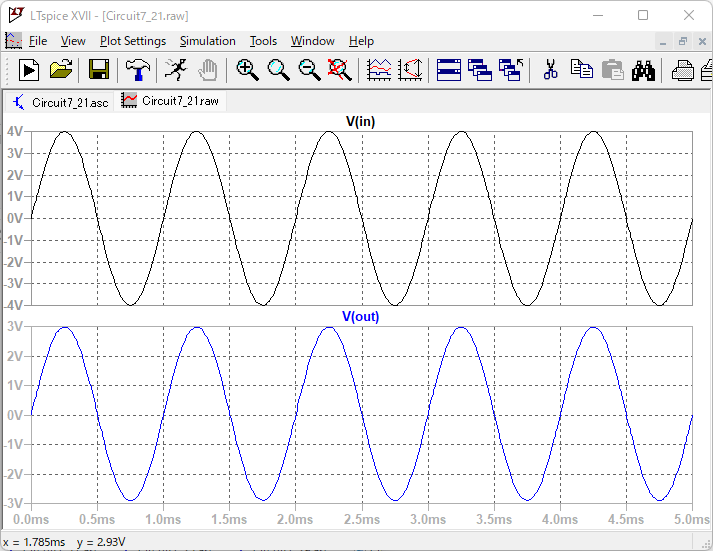 LTspice XVII - [Circuit7_21.raw]
File View Plot Settings Simulation Tools Window Help
Circuit7_21.asc Circuit7_21.raw
V(in)
4V
3V
2V
1V
0V
-1V
-2V
-3V
-4V
V(out)
3V
2V
1V
0V
-1V
-2V
-3V
0.0ms 0.5ms 1.0ms 1.5ms 2.0ms 2.5ms 3.0ms 3.5ms 4.0ms 4.5ms 5.0ms
x = 1.785ms y = 2.93V